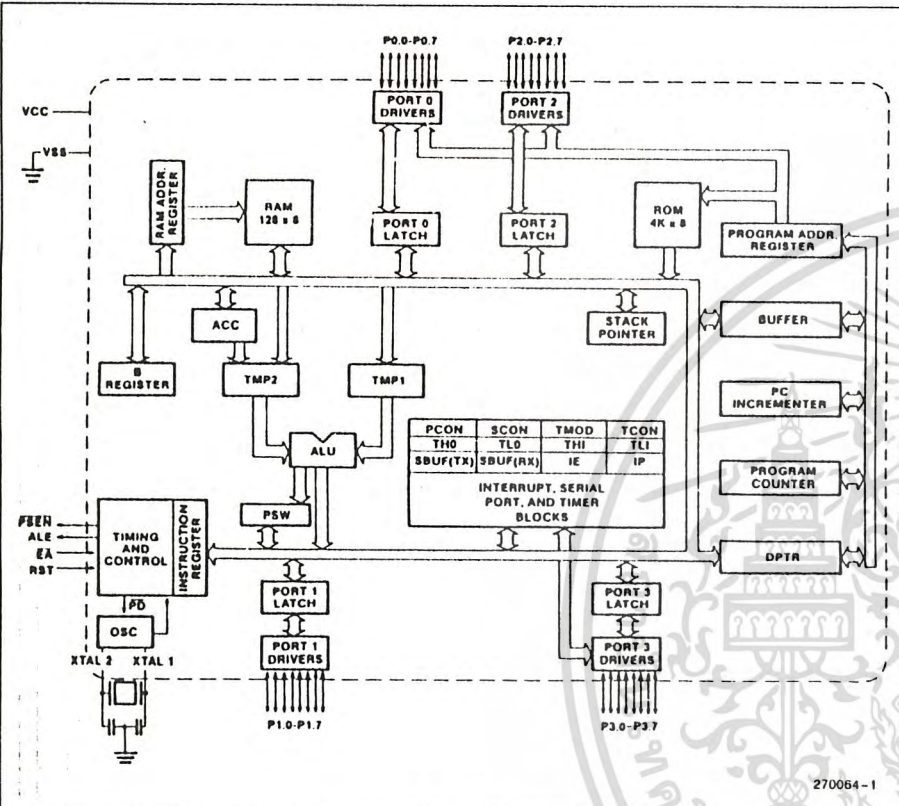 P0.0-P0.7
P2.0-P2.7
VCC
VSS
PORT 0
DRIVERS
PORT 2
DRIVERS
RAM ADDR.
REGISTER
RAM
128 x 8
PORT 0
LATCH
PORT 2
LATCH
ROM
4K x 8
PROGRAM ADDR.
REGISTER
ACC
STACK
POINTER
BUFFER
B
REGISTER
TMP2
TMP1
PC
INCREMENTER
ALU
PCON SCON TMOD TCON
TH0 TL0 TH1 TL1
SBUF(TX) SBUF(RX) IE IP
INTERRUPT, SERIAL
PORT, AND TIMER
BLOCKS
PROGRAM
COUNTER
PSW
PSEN
ALE
EA
RST
TIMING
AND
CONTROL
INSTRUCTION
REGISTER
DPTR
PD
OSC
PORT 1
LATCH
PORT 3
LATCH
XTAL 2
XTAL 1
PORT 1
DRIVERS
PORT 3
DRIVERS
P1.0-P1.7
P3.0-P3.7
270064-1